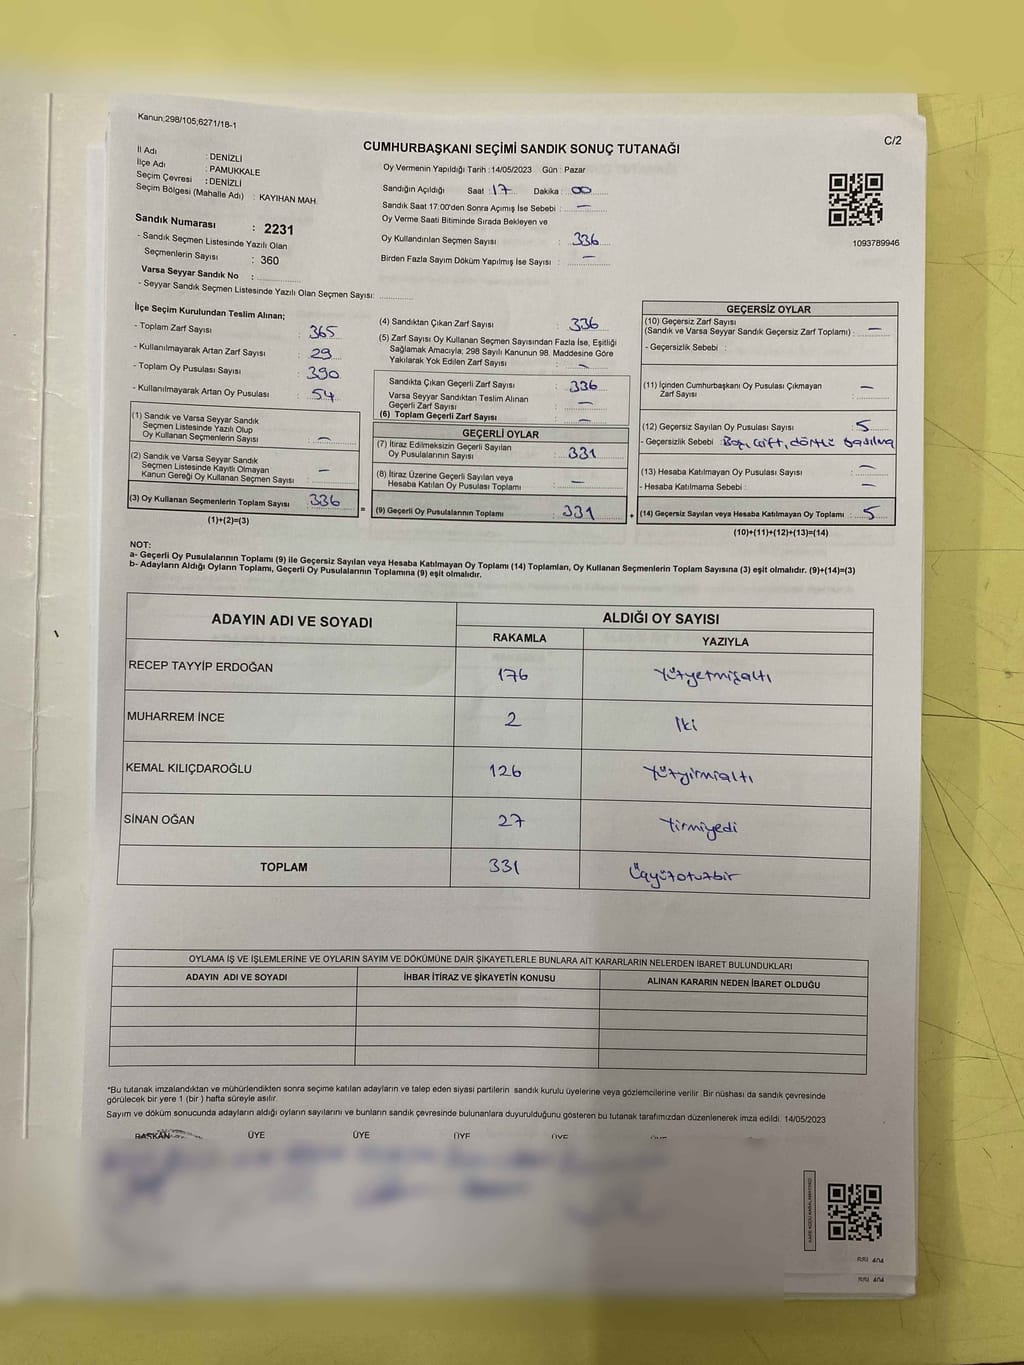 Kanun;298/105;6271/18-1
C/2
CUMHURBAŞKANI SEÇİMİ SANDIK SONUÇ TUTANAĞI
İl Adı : DENİZLİ
İlçe Adı : PAMUKKALE
Seçim Çevresi : DENİZLİ
Seçim Bölgesi (Mahalle Adı) : KAYIHAN MAH.
Sandık Numarası : 2231
- Sandık Seçmen Listesinde Yazılı Olan
Seçmenlerin Sayısı : 360
Varsa Seyyar Sandık No :
- Seyyar Sandık Seçmen Listesinde Yazılı Olan Seçmen Sayısı:
Oy Vermenin Yapıldığı Tarih :14/05/2023 Gün : Pazar
Sandığın Açıldığı Saat : 17 Dakika : 00
Sandık Saat 17:00'den Sonra Açımış İse Sebebi : —
Oy Verme Saati Bitiminde Sırada Bekleyen ve
Oy Kullandırılan Seçmen Sayısı : 336
Birden Fazla Sayım Döküm Yapılmış İse Sayısı : —
1093789946
İlçe Seçim Kurulundan Teslim Alınan;
- Toplam Zarf Sayısı : 365
- Kullanılmayarak Artan Zarf Sayısı : 29
- Toplam Oy Pusulası Sayısı : 390
- Kullanılmayarak Artan Oy Pusulası : 54
(1) Sandık ve Varsa Seyyar Sandık
Seçmen Listesinde Yazılı Olup
Oy Kullanan Seçmenlerin Sayısı : —
(2) Sandık ve Varsa Seyyar Sandık
Seçmen Listesinde Kayıtlı Olmayan
Kanun Gereği Oy Kullanan Seçmen Sayısı : —
(3) Oy Kullanan Seçmenlerin Toplam Sayısı : 336
(1)+(2)=(3)
(4) Sandıktan Çıkan Zarf Sayısı : 336
(5) Zarf Sayısı Oy Kullanan Seçmen Sayısından Fazla İse, Eşitliği
Sağlamak Amacıyla; 298 Sayılı Kanunun 98. Maddesine Göre
Yakılarak Yok Edilen Zarf Sayısı : —
Sandıkta Çıkan Geçerli Zarf Sayısı : 336
Varsa Seyyar Sandıktan Teslim Alınan
Geçerli Zarf Sayısı : —
(6) Toplam Geçerli Zarf Sayısı : —
GEÇERLİ OYLAR
(7) İtiraz Edilmeksizin Geçerli Sayılan
Oy Pusulalarının Sayısı : 331
(8) İtiraz Üzerine Geçerli Sayılan veya
Hesaba Katılan Oy Pusulası Toplamı : —
= (9) Geçerli Oy Pusulalarının Toplamı : 331
GEÇERSİZ OYLAR
(10) Geçersiz Zarf Sayısı
(Sandık ve Varsa Seyyar Sandık Geçersiz Zarf Toplamı) : —
- Geçersizlik Sebebi :
(11) İçinden Cumhurbaşkanı Oy Pusulası Çıkmayan
Zarf Sayısı : —
(12) Geçersiz Sayılan Oy Pusulası Sayısı : 5
- Geçersizlik Sebebi : Boş, çift, dörtlü basılmış
(13) Hesaba Katılmayan Oy Pusulası Sayısı : —
- Hesaba Katılmama Sebebi : —
+ (14) Geçersiz Sayılan veya Hesaba Katılmayan Oy Toplamı : 5
(10)+(11)+(12)+(13)=(14)
NOT:
a- Geçerli Oy Pusulalarının Toplamı (9) ile Geçersiz Sayılan veya Hesaba Katılmayan Oy Toplamı (14) Toplamları, Oy Kullanan Seçmenlerin Toplam Sayısına (3) eşit olmalıdır. (9)+(14)=(3)
b- Adayların Aldığı Oyların Toplamı, Geçerli Oy Pusulalarının Toplamına (9) eşit olmalıdır.
ADAYIN ADI VE SOYADI ALDIĞI OY SAYISI
RAKAMLA YAZIYLA
RECEP TAYYİP ERDOĞAN 176 Yüzyetmişaltı
MUHARREM İNCE 2 İki
KEMAL KILIÇDAROĞLU 126 Yüzyirmialtı
SİNAN OĞAN 27 Yirmiyedi
TOPLAM 331 Üçyüzotuzbir
OYLAMA İŞ VE İŞLEMLERİNE VE OYLARIN SAYIM VE DÖKÜMÜNE DAİR ŞİKAYETLERLE BUNLARA AİT KARARLARIN NELERDEN İBARET BULUNDUKLARI
ADAYIN ADI VE SOYADI İHBAR İTİRAZ VE ŞİKAYETİN KONUSU ALINAN KARARIN NEDEN İBARET OLDUĞU
*Bu tutanak imzalandıktan ve mühürlendikten sonra seçime katılan adayların ve talep eden siyasi partilerin sandık kurulu üyelerine veya gözlemcilerine verilir. Bir nüshası da sandık çevresinde
görülecek bir yere 1 (bir ) hafta süreyle asılır.
Sayım ve döküm sonucunda adayların aldığı oyların sayılarını ve bunların sandık çevresinde bulunanlara duyurulduğunu gösteren bu tutanak tarafımızdan düzenlenerek imza edildi. 14/05/2023
BAŞKAN ÜYE ÜYE ÜYE ÜYE ÜYE